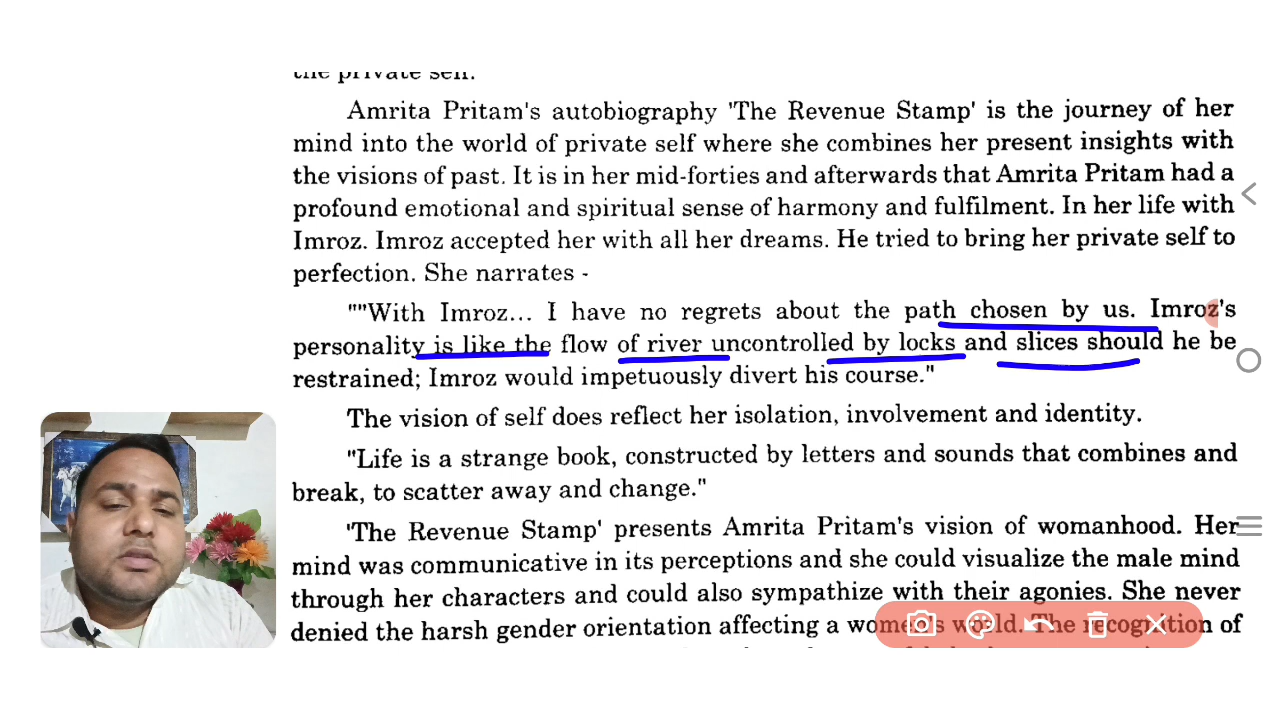 the private self.
Amrita Pritam's autobiography 'The Revenue Stamp' is the journey of her
mind into the world of private self where she combines her present insights with
the visions of past. It is in her mid-forties and afterwards that Amrita Pritam had a
profound emotional and spiritual sense of harmony and fulfilment. In her life with
Imroz. Imroz accepted her with all her dreams. He tried to bring her private self to
perfection. She narrates -
""With Imroz... I have no regrets about the path chosen by us. Imroz's
personality is like the flow of river uncontrolled by locks and slices should he be
restrained; Imroz would impetuously divert his course."
The vision of self does reflect her isolation, involvement and identity.
"Life is a strange book, constructed by letters and sounds that combines and
break, to scatter away and change."
'The Revenue Stamp' presents Amrita Pritam's vision of womanhood. Her
mind was communicative in its perceptions and she could visualize the male mind
through her characters and could also sympathize with their agonies. She never
denied the harsh gender orientation affecting a women's world. The recognition of